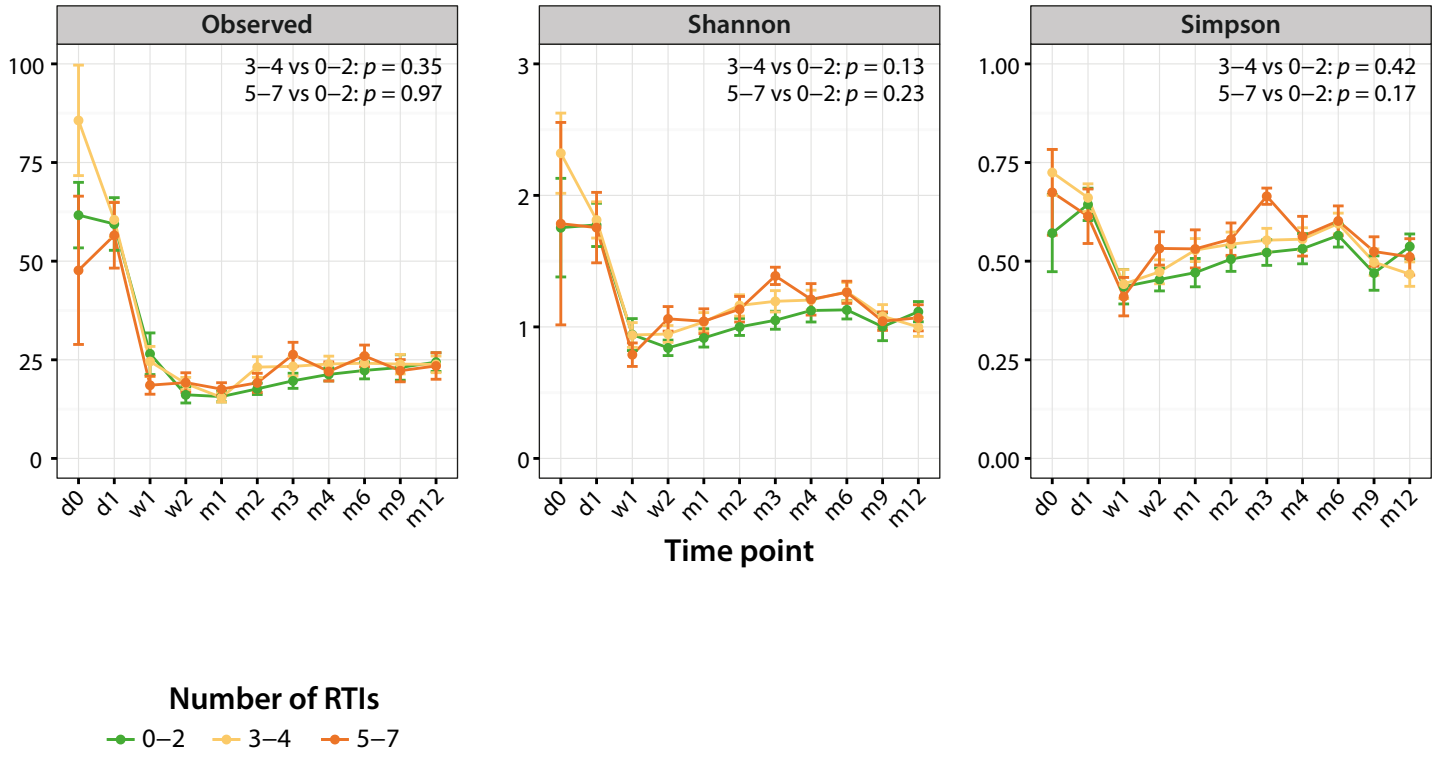 Observed
3–4 vs 0–2: p = 0.35
5–7 vs 0–2: p = 0.97
100
75
50
25
0
d0 d1 w1 w2 m1 m2 m3 m4 m6 m9 m12
Shannon
3–4 vs 0–2: p = 0.13
5–7 vs 0–2: p = 0.23
3
2
1
0
d0 d1 w1 w2 m1 m2 m3 m4 m6 m9 m12
Simpson
3–4 vs 0–2: p = 0.42
5–7 vs 0–2: p = 0.17
1.00
0.75
0.50
0.25
0.00
d0 d1 w1 w2 m1 m2 m3 m4 m6 m9 m12
Time point
Number of RTIs
0–2 3–4 5–7